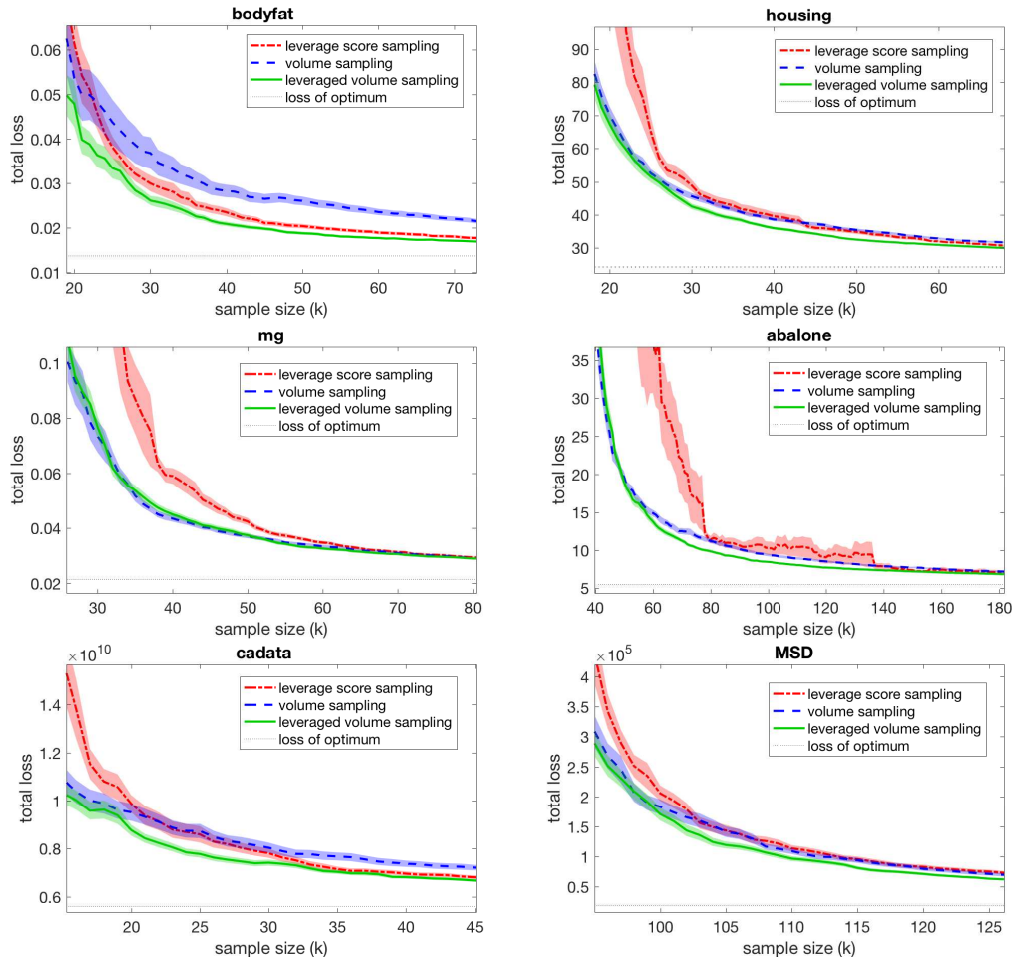 bodyfat
0.06
0.05
0.04
0.03
0.02
0.01
total loss
leverage score sampling
volume sampling
leveraged volume sampling
loss of optimum
20 30 40 50 60 70
sample size (k)
housing
90
80
70
60
50
40
30
total loss
leverage score sampling
volume sampling
leveraged volume sampling
loss of optimum
20 30 40 50 60
sample size (k)
mg
0.1
0.08
0.06
0.04
0.02
total loss
leverage score sampling
volume sampling
leveraged volume sampling
loss of optimum
30 40 50 60 70 80
sample size (k)
abalone
35
30
25
20
15
10
5
total loss
leverage score sampling
volume sampling
leveraged volume sampling
loss of optimum
40 60 80 100 120 140 160 180
sample size (k)
cadata
×10^10
1.4
1.2
1
0.8
0.6
total loss
leverage score sampling
volume sampling
leveraged volume sampling
loss of optimum
20 25 30 35 40 45
sample size (k)
MSD
×10^5
4
3.5
3
2.5
2
1.5
1
0.5
total loss
leverage score sampling
volume sampling
leveraged volume sampling
loss of optimum
100 105 110 115 120 125
sample size (k)